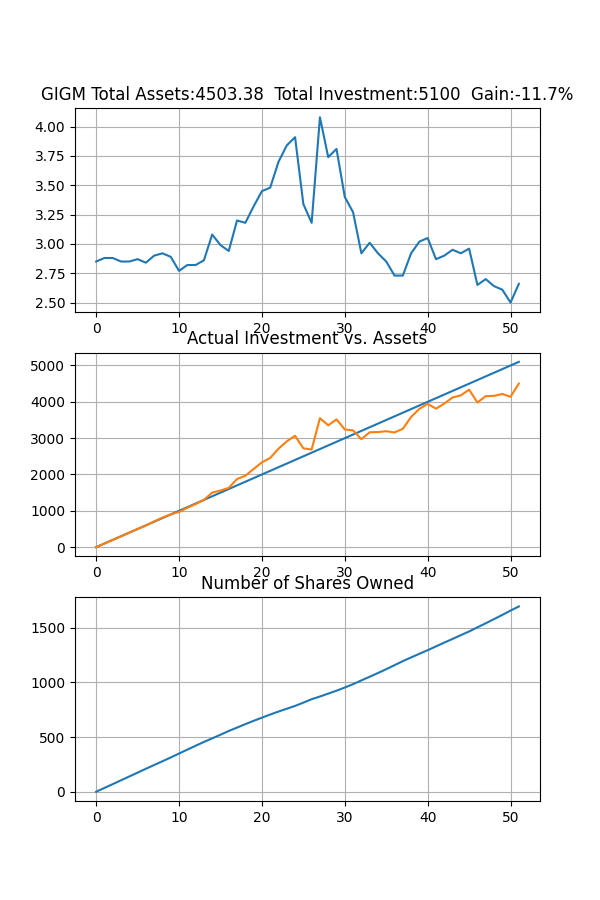 GIGM Total Assets:4503.38  Total Investment:5100  Gain:-11.7%
4.00
3.75
3.50
3.25
3.00
2.75
2.50
0 10 20 30 40 50
Actual Investment vs. Assets
5000
4000
3000
2000
1000
0
0 10 20 30 40 50
Number of Shares Owned
1500
1000
500
0
0 10 20 30 40 50